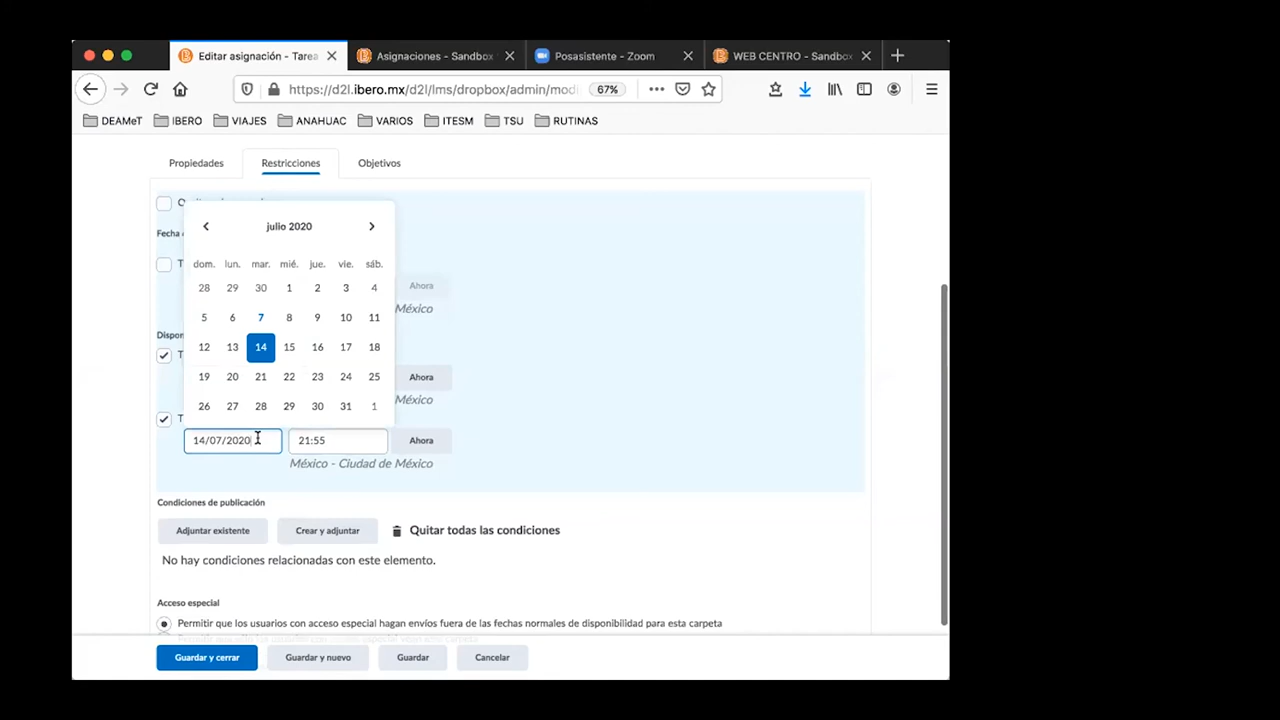 Editar asignación - Tarea
Asignaciones - Sandbox
Posasistente - Zoom
WEB CENTRO - Sandbox
https://d2l.ibero.mx/d2l/lms/dropbox/admin/modi
67%
DEAMeT IBERO VIAJES ANAHUAC VARIOS ITESM TSU RUTINAS
Propiedades Restricciones Objetivos
julio 2020
Fecha
dom. lun. mar. mié. jue. vie. sáb.
T
28 29 30 1 2 3 4
Ahora
México
5 6 7 8 9 10 11
Dispon
12 13 14 15 16 17 18
T
19 20 21 22 23 24 25
Ahora
México
26 27 28 29 30 31 1
T
14/07/2020 21:55 Ahora
México - Ciudad de México
Condiciones de publicación
Adjuntar existente Crear y adjuntar Quitar todas las condiciones
No hay condiciones relacionadas con este elemento.
Acceso especial
Permitir que los usuarios con acceso especial hagan envíos fuera de las fechas normales de disponibilidad para esta carpeta
Guardar y cerrar Guardar y nuevo Guardar Cancelar